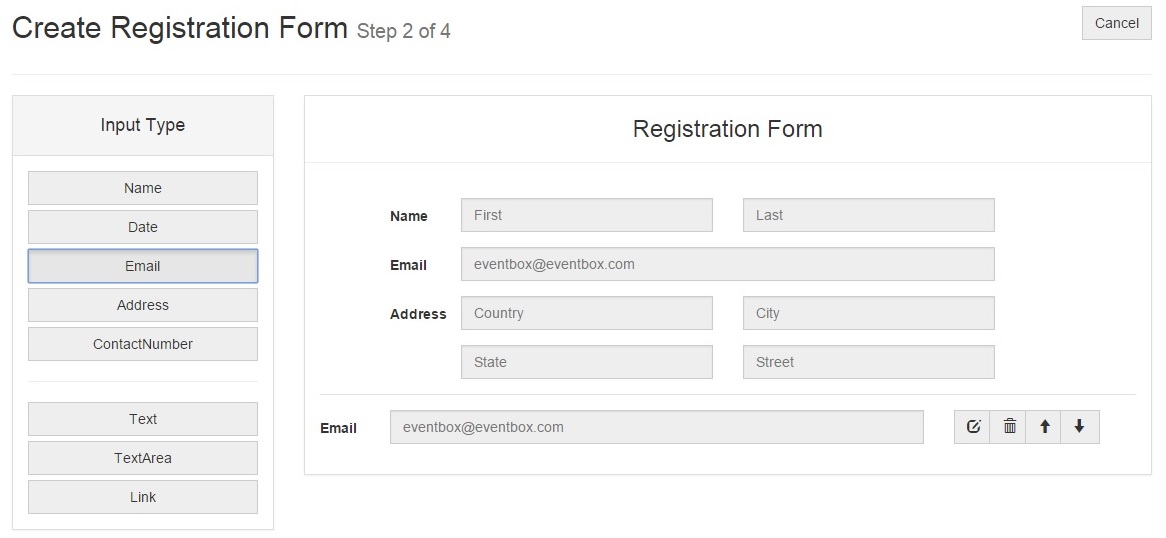 Create Registration Form Step 2 of 4
Cancel
Input Type
Name
Date
Email
Address
ContactNumber
Text
TextArea
Link
Registration Form
Name First Last
Email eventbox@eventbox.com
Address Country City
State Street
Email eventbox@eventbox.com